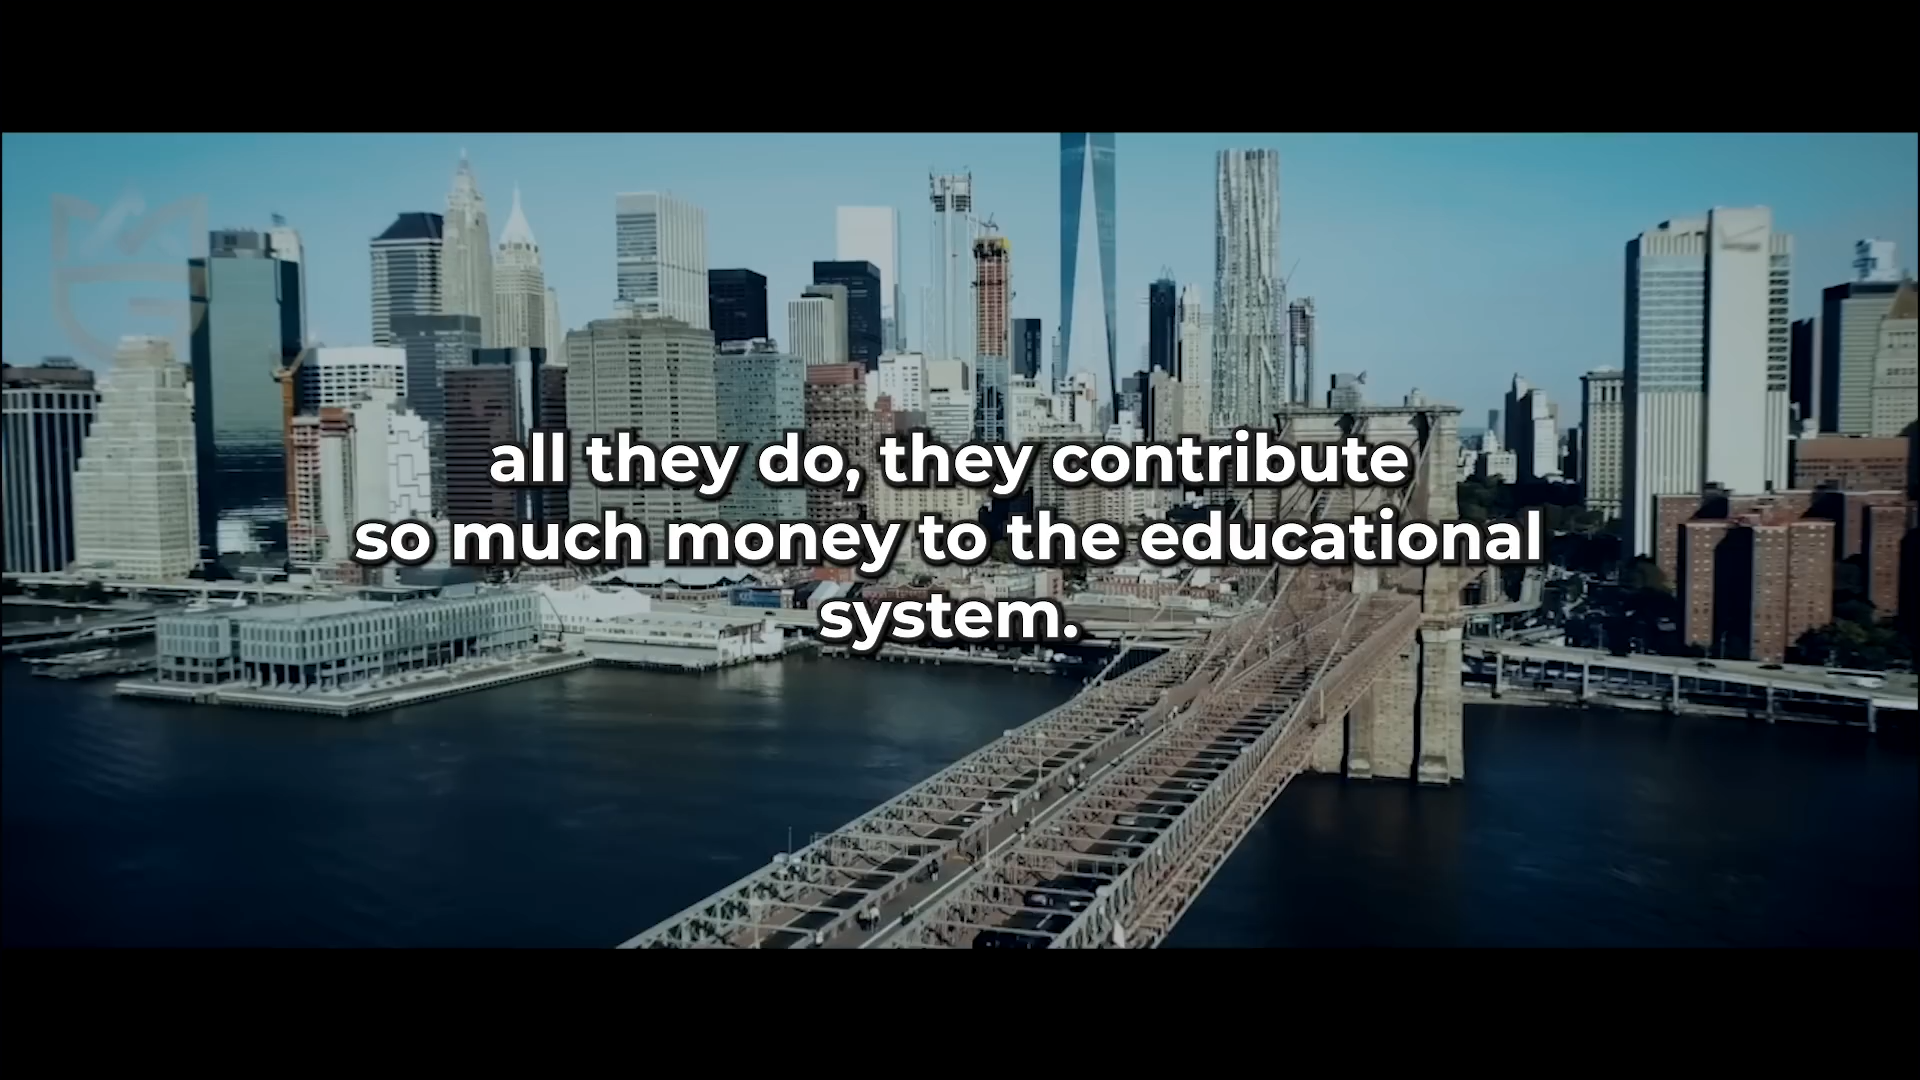 all they do, they contribute
so much money to the educational
system.